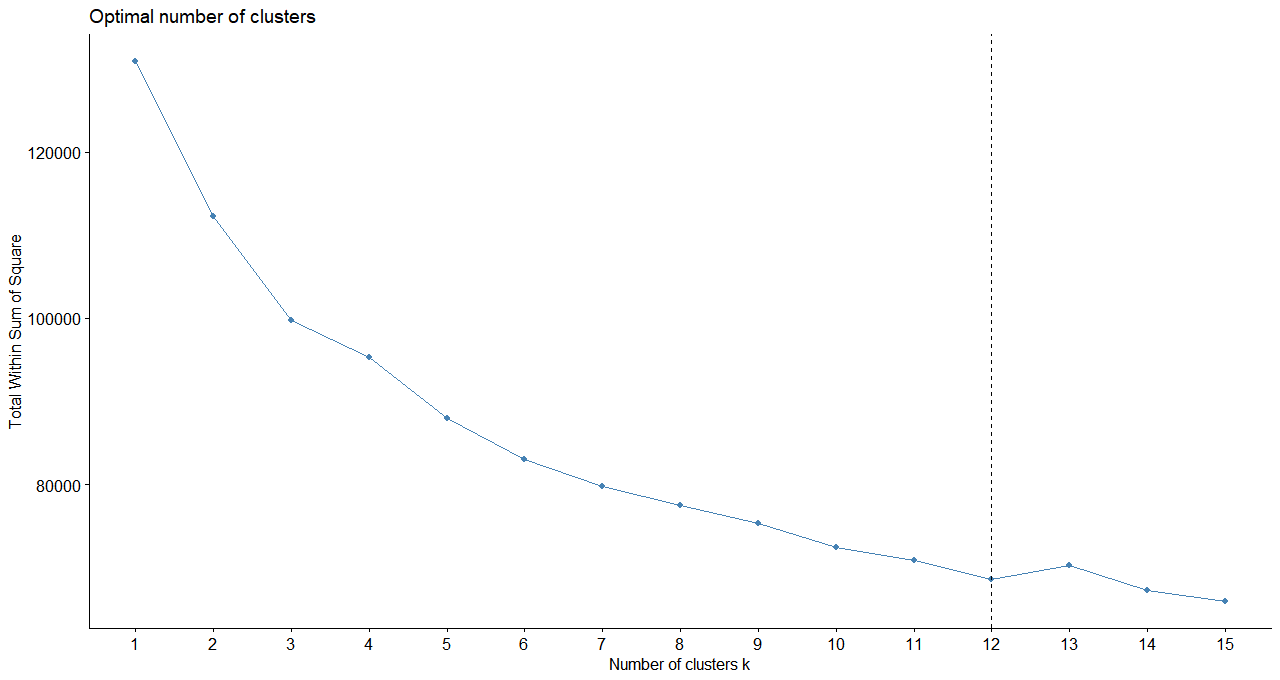 Optimal number of clusters
Total Within Sum of Square
120000
100000
80000
1 2 3 4 5 6 7 8 9 10 11 12 13 14 15
Number of clusters k